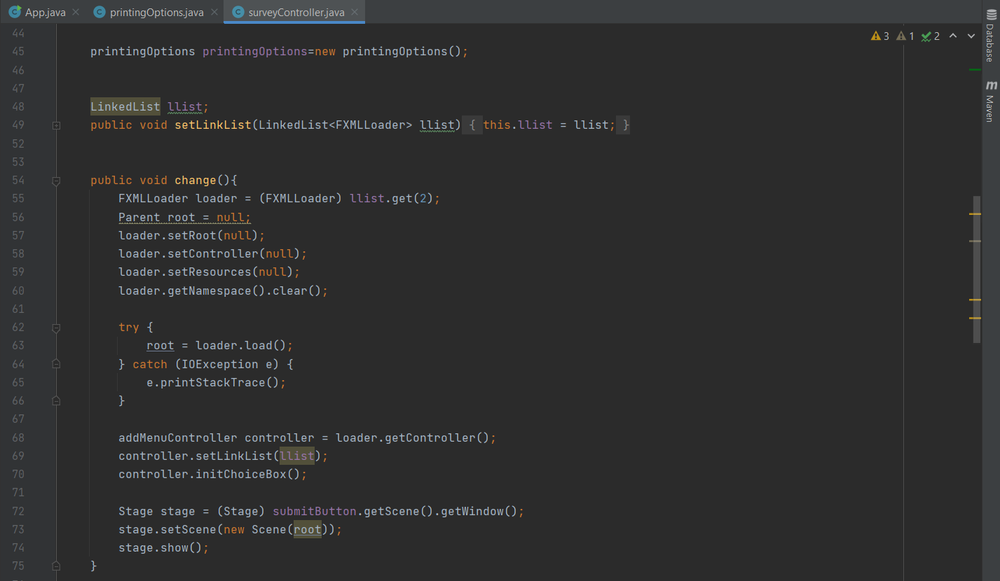 App.java
printingOptions.java
surveyController.java
3 1 2
Database
Maven
44
45 printingOptions printingOptions=new printingOptions();
46
47
48 LinkedList llist;
49 public void setLinkList(LinkedList<FXMLLoader> llist) { this.llist = llist; }
52
53
54 public void change(){
55 FXMLLoader loader = (FXMLLoader) llist.get(2);
56 Parent root = null;
57 loader.setRoot(null);
58 loader.setController(null);
59 loader.setResources(null);
60 loader.getNamespace().clear();
61
62 try {
63 root = loader.load();
64 } catch (IOException e) {
65 e.printStackTrace();
66 }
67
68 addMenuController controller = loader.getController();
69 controller.setLinkList(llist);
70 controller.initChoiceBox();
71
72 Stage stage = (Stage) submitButton.getScene().getWindow();
73 stage.setScene(new Scene(root));
74 stage.show();
75 }